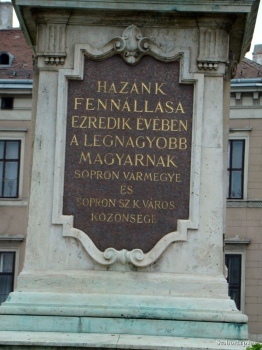 HAZÁNK
FENNÁLLÁSA
EZREDIK ÉVÉBEN
A LEGNAGYOBB
MAGYARNAK
SOPRON VÁRMEGYE
ÉS
SOPRON SZ.K.VÁROS
KÖZÖNSÉGE